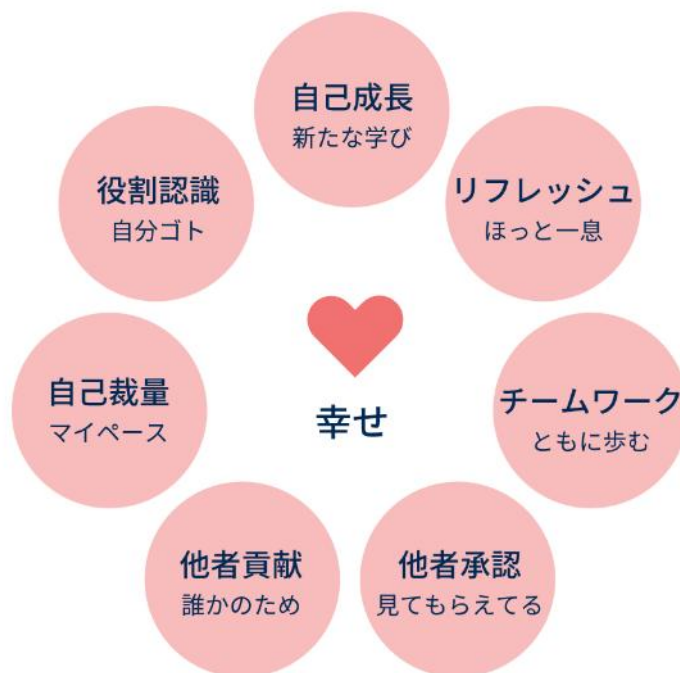 自己成長
新たな学び
リフレッシュ
ほっと一息
チームワーク
ともに歩む
他者承認
見てもらえてる
他者貢献
誰かのため
自己裁量
マイペース
役割認識
自分ゴト
幸せ